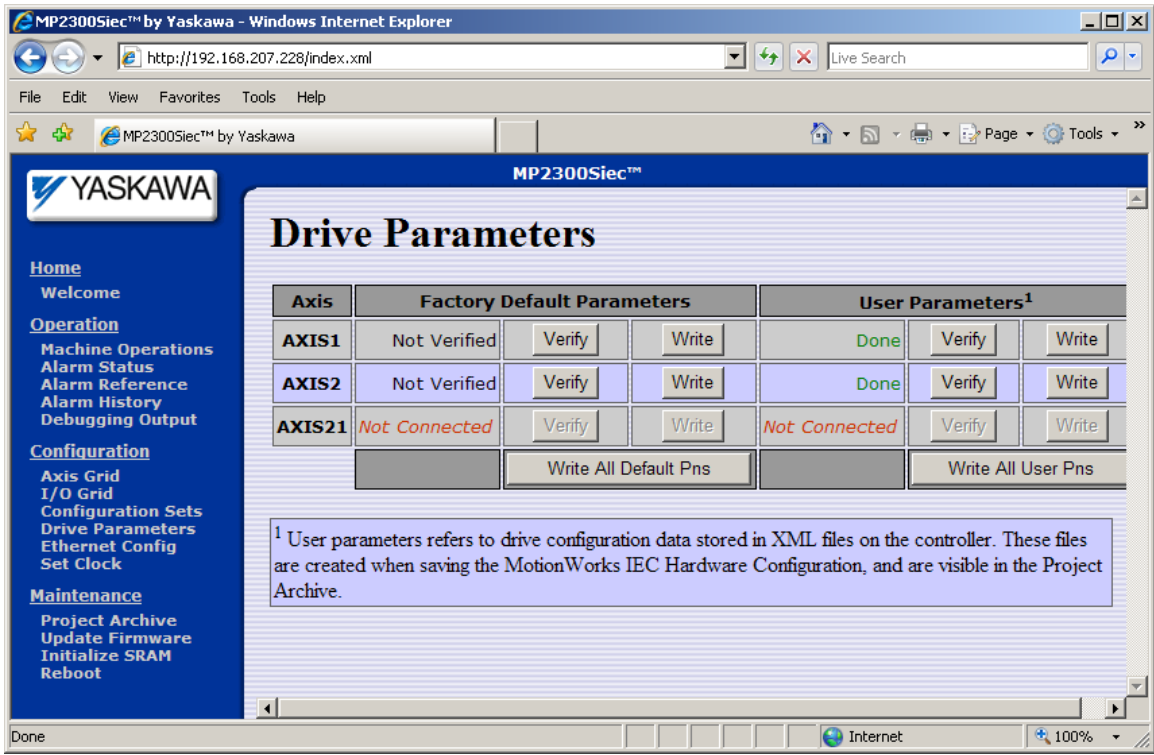 MP2300Siec™ by Yaskawa - Windows Internet Explorer
http://192.168.207.228/index.xml
Live Search
File Edit View Favorites Tools Help
MP2300Siec™ by Yaskawa
Page Tools »
YASKAWA
MP2300Siec™
Home
Welcome
Operation
Machine Operations
Alarm Status
Alarm Reference
Alarm History
Debugging Output
Configuration
Axis Grid
I/O Grid
Configuration Sets
Drive Parameters
Ethernet Config
Set Clock
Maintenance
Project Archive
Update Firmware
Initialize SRAM
Reboot
Drive Parameters
Axis Factory Default Parameters User Parameters¹
AXIS1 Not Verified Verify Write Done Verify Write
AXIS2 Not Verified Verify Write Done Verify Write
AXIS21 Not Connected Verify Write Not Connected Verify Write
Write All Default Pns Write All User Pns
¹ User parameters refers to drive configuration data stored in XML files on the controller. These files
are created when saving the MotionWorks IEC Hardware Configuration, and are visible in the Project
Archive.
Done Internet 100%